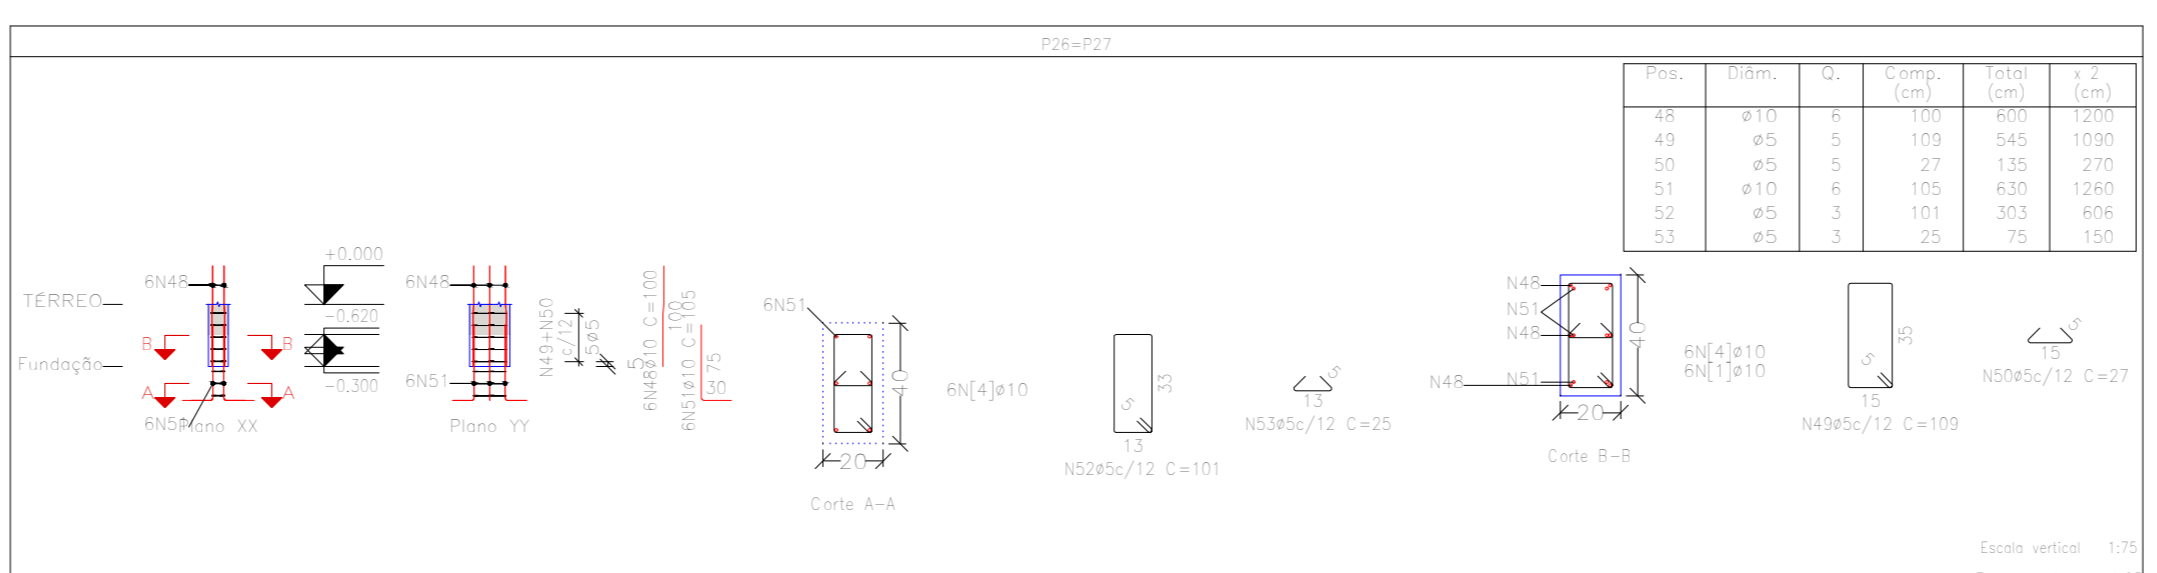 P26=P27
Pos. Diâm. Q. Comp. (cm) Total (cm) x 2 (cm)
48 ø10 6 100 600 1200
49 ø5 5 109 545 1090
50 ø5 5 27 135 270
51 ø10 6 105 630 1260
52 ø5 3 101 303 606
53 ø5 3 25 75 150
TÉRREO
Fundação
6N48
B
B
A
A
Plano XX
+0.000
-0.620
-0.300
6N48
6N51
Plano YY
N49+N50
c/12
5ø5
5
6N48ø10 C=100
100
6N51ø10 C=105
75
30
6N51
40
20
Corte A-A
6N[4]ø10
5
33
13
N52ø5c/12 C=101
5
13
N53ø5c/12 C=25
N48
N51
N48
N48
N51
40
20
Corte B-B
6N[4]ø10
6N[1]ø10
5
35
15
N49ø5c/12 C=109
5
15
N50ø5c/12 C=27
Escala vertical 1:75